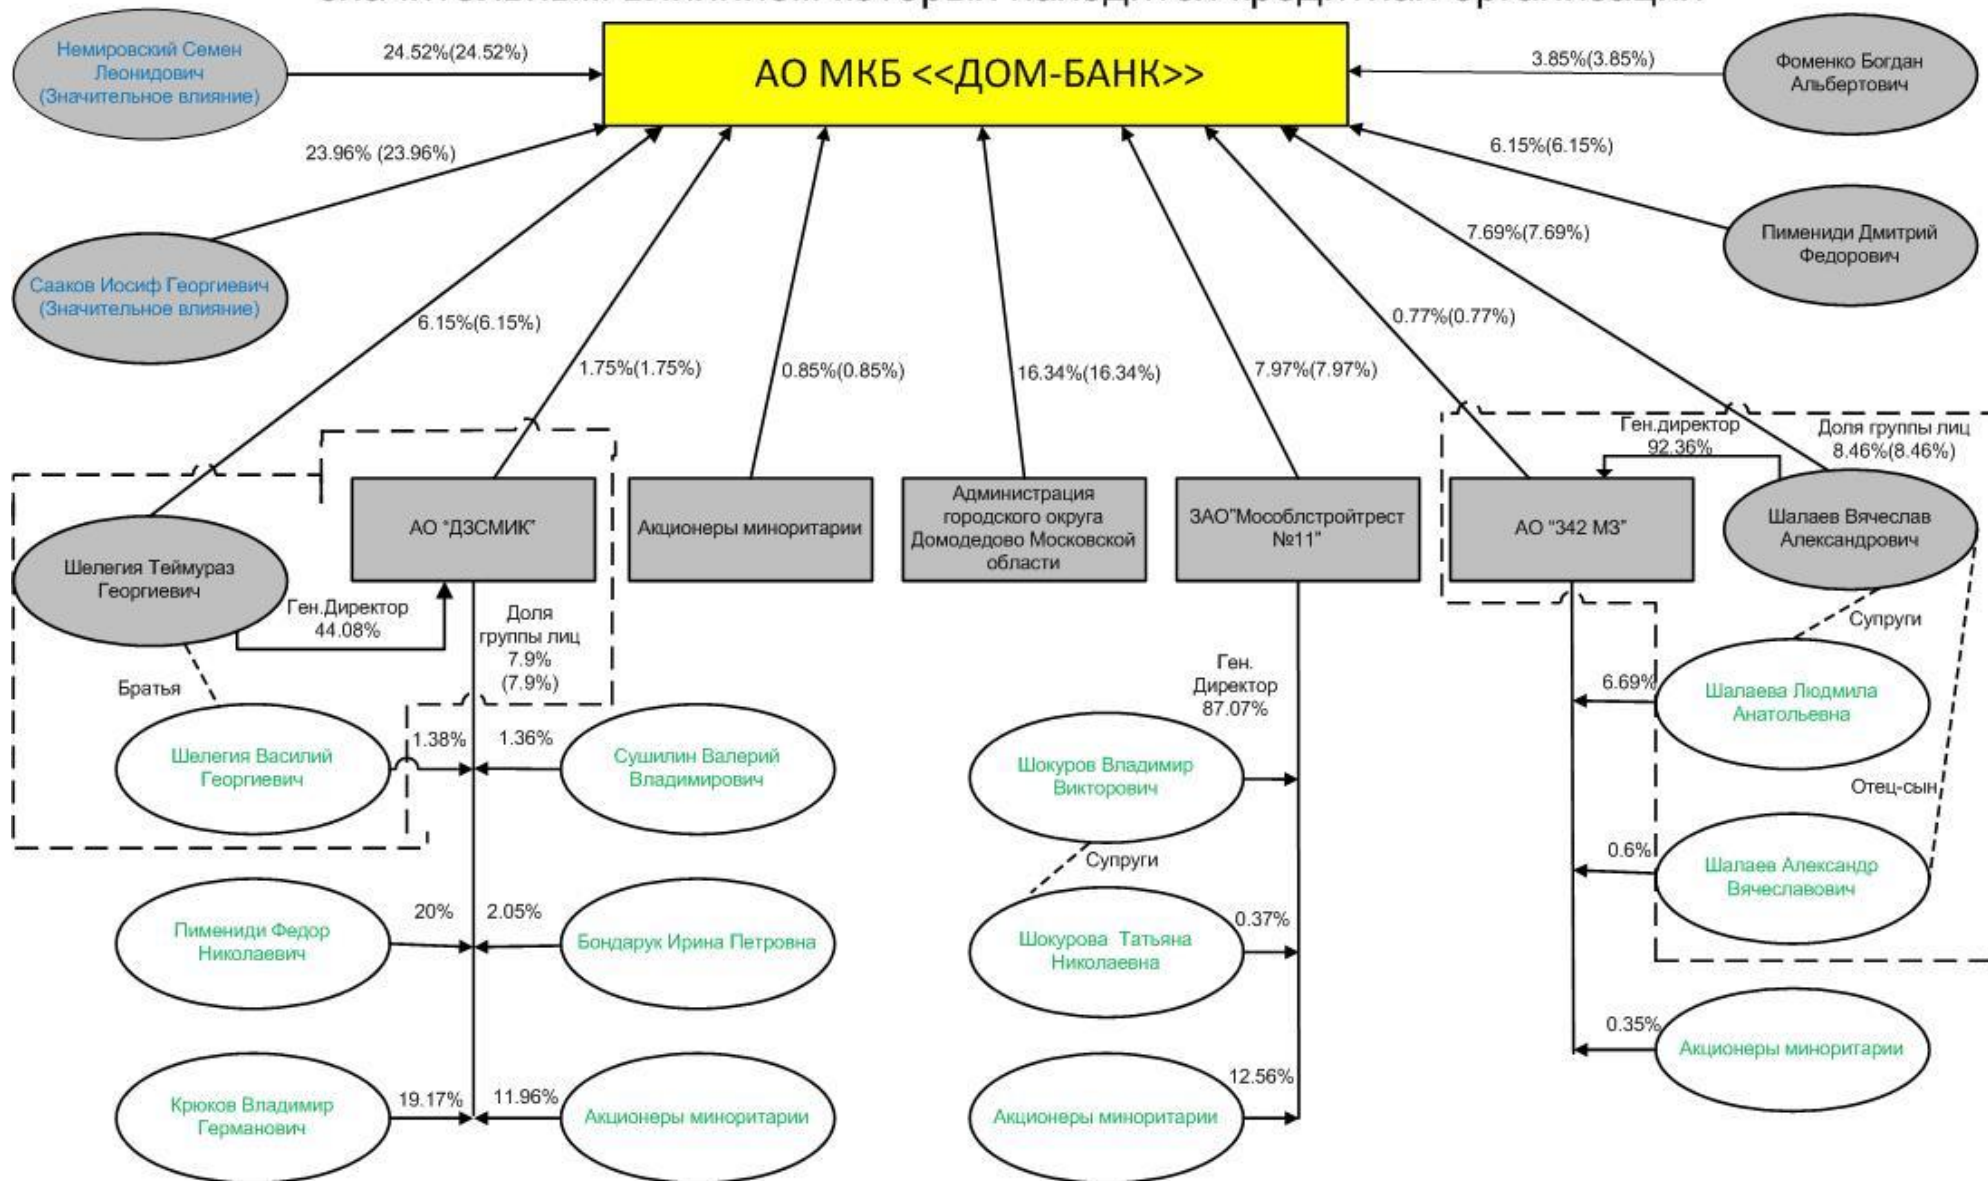 значительным влиянием которых находится кредитная организация
Немировский Семен
Леонидович
(Значительное влияние)
24.52%(24.52%)
АО МКБ <<ДОМ-БАНК>>
3.85%(3.85%)
Фоменко Богдан
Альбертович
23.96% (23.96%)
6.15%(6.15%)
Сааков Иосиф Георгиевич
(Значительное влияние)
7.69%(7.69%)
Пимениди Дмитрий
Федорович
6.15%(6.15%)
1.75%(1.75%)
0.85%(0.85%)
16.34%(16.34%)
7.97%(7.97%)
0.77%(0.77%)
Ген.директор
92.36%
Доля группы лиц
8.46%(8.46%)
Шелегия Теймураз
Георгиевич
АО "ДЗСМИК"
Акционеры миноритарии
Администрация
городского округа
Домодедово Московской
области
ЗАО"Мособлстройтрест
№11"
АО "342 МЗ"
Шалаев Вячеслав
Александрович
Ген.Директор
44.08%
Доля
группы лиц
7.9%
(7.9%)
Братья
Ген.
Директор
87.07%
Супруги
Шелегия Василий
Георгиевич
1.38%
1.36%
Сушилин Валерий
Владимирович
Шокуров Владимир
Викторович
6.69%
Шалаева Людмила
Анатольевна
Отец-сын
Супруги
0.6%
Шалаев Александр
Вячеславович
Пимениди Федор
Николаевич
20%
2.05%
Бондарук Ирина Петровна
Шокурова Татьяна
Николаевна
0.37%
0.35%
Акционеры миноритарии
Крюков Владимир
Германович
19.17%
11.96%
Акционеры миноритарии
Акционеры миноритарии
12.56%